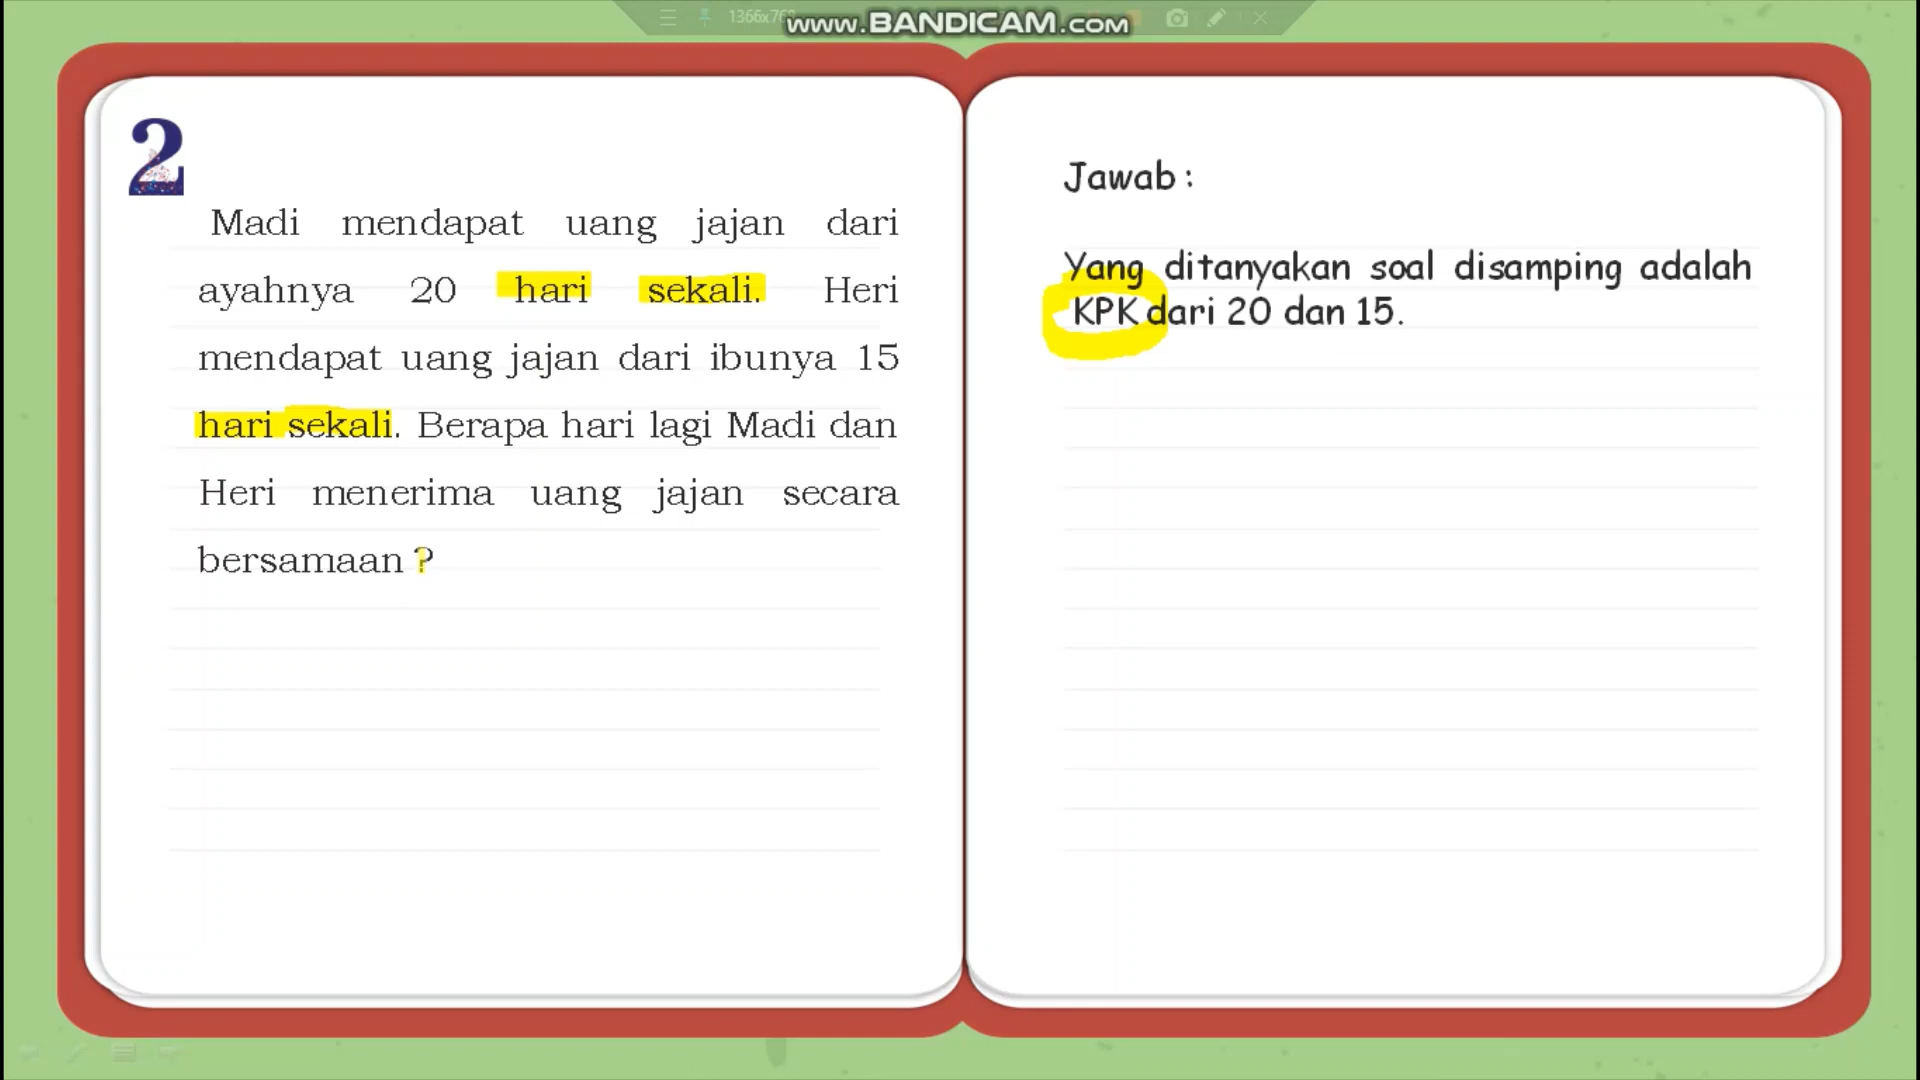 www.BANDICAM.com
2
Madi mendapat uang jajan dari
ayahnya 20 hari sekali. Heri
mendapat uang jajan dari ibunya 15
hari sekali. Berapa hari lagi Madi dan
Heri menerima uang jajan secara
bersamaan ?
Jawab :
Yang ditanyakan soal disamping adalah
KPK dari 20 dan 15.